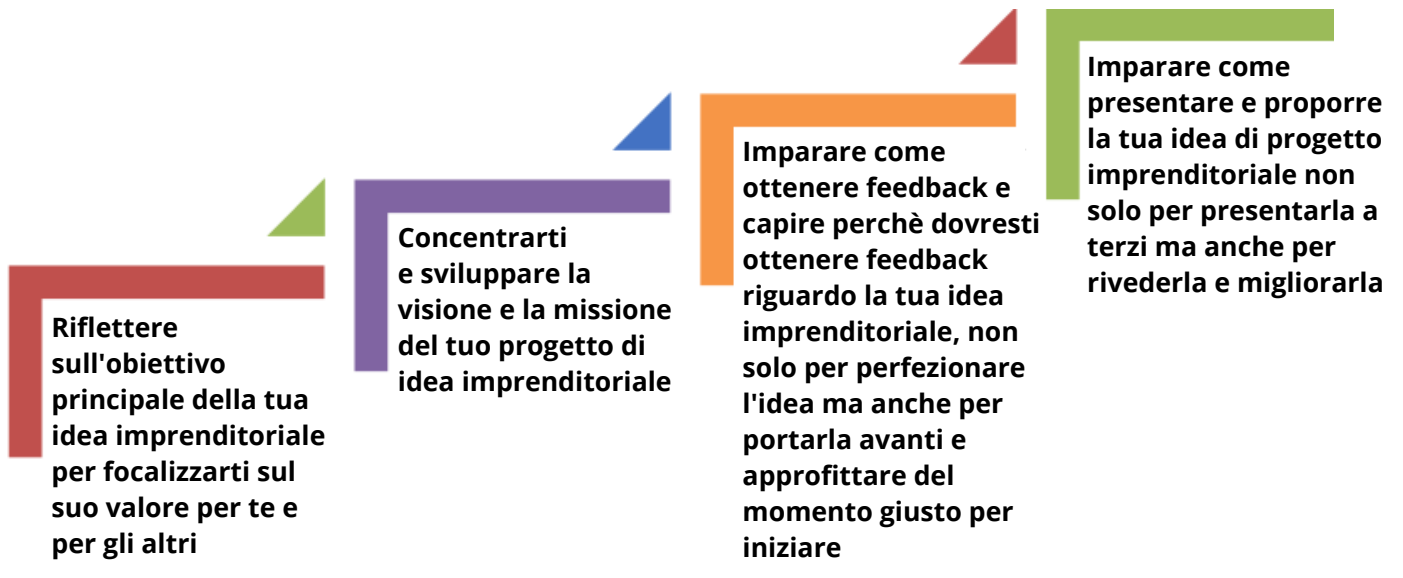 Riflettere
sull'obiettivo
principale della tua
idea imprenditoriale
per focalizzarti sul
suo valore per te e
per gli altri
Concentrarti
e sviluppare la
visione e la missione
del tuo progetto di
idea imprenditoriale
Imparare come
ottenere feedback e
capire perchè dovresti
ottenere feedback
riguardo la tua idea
imprenditoriale, non
solo per perfezionare
l'idea ma anche per
portarla avanti e
approfittare del
momento giusto per
iniziare
Imparare come
presentare e proporre
la tua idea di progetto
imprenditoriale non
solo per presentarla a
terzi ma anche per
rivederla e migliorarla